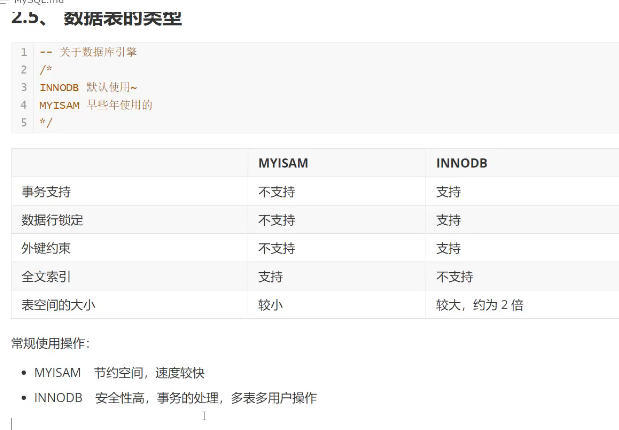 MySQL.md
2.5、 数据表的类型
1 -- 关于数据库引擎
2 /*
3 INNODB 默认使用~
4 MYISAM 早些年使用的
5 */
MYISAM INNODB
事务支持 不支持 支持
数据行锁定 不支持 支持
外键约束 不支持 支持
全文索引 支持 不支持
表空间的大小 较小 较大，约为 2 倍
常规使用操作：
• MYISAM 节约空间，速度较快
• INNODB 安全性高，事务的处理，多表多用户操作